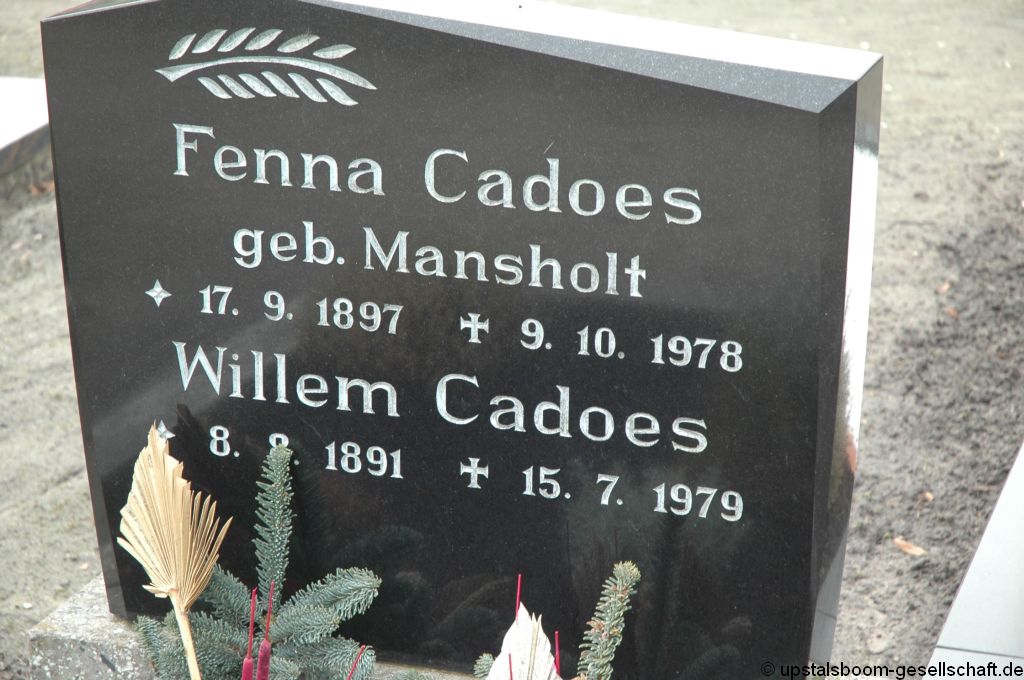 Fenna Cadoes
geb. Mansholt
17. 9. 1897 9. 10. 1978
Willem Cadoes
8. 1891 15. 7. 1979
© upstalsboom-gesellschaft.de